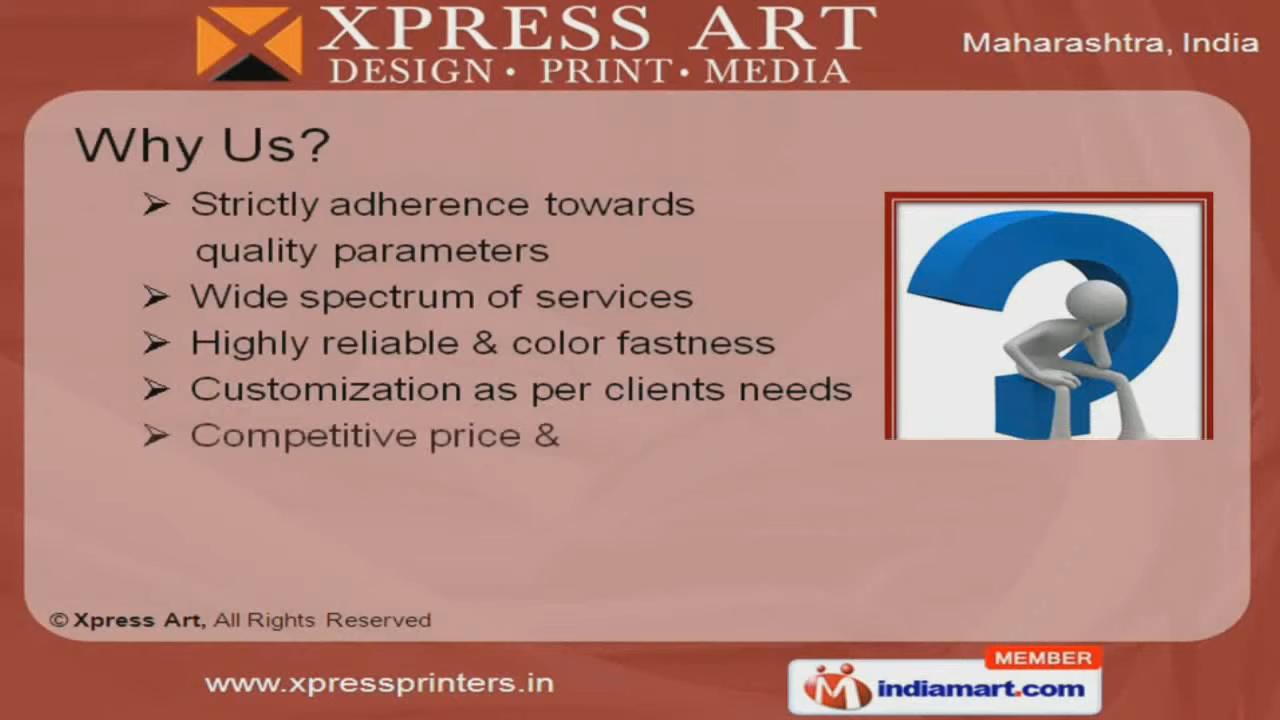 XPRESS ART
DESIGN · PRINT · MEDIA
Maharashtra, India
Why Us?
➢ Strictly adherence towards
quality parameters
➢ Wide spectrum of services
➢ Highly reliable & color fastness
➢ Customization as per clients needs
➢ Competitive price &
© Xpress Art, All Rights Reserved
www.xpressprinters.in
MEMBER
indiamart.com